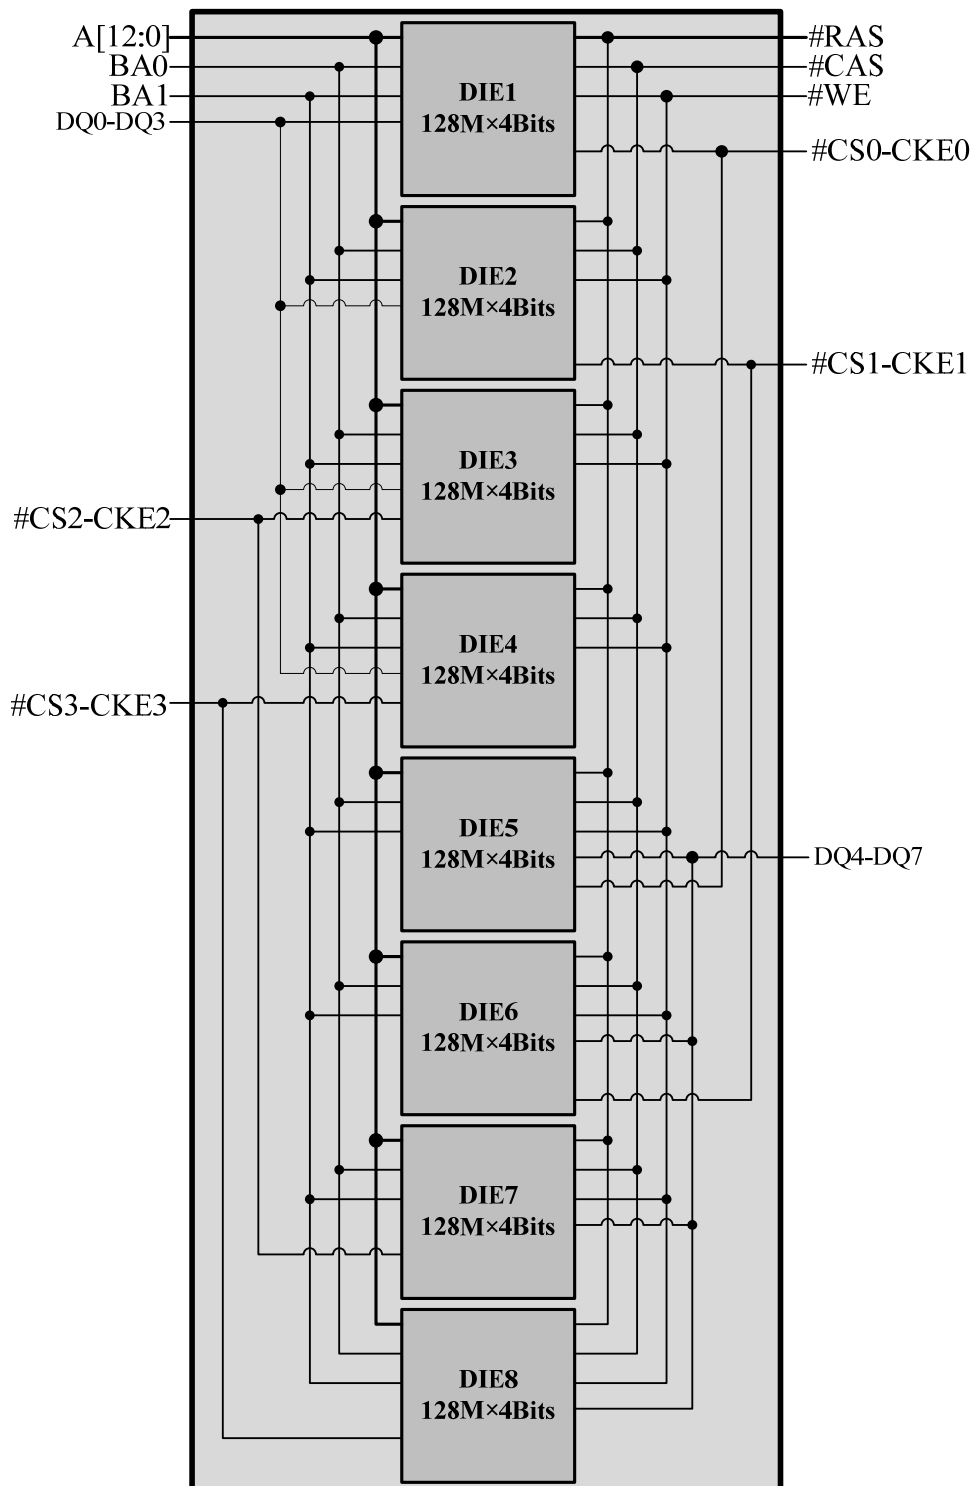 A[12:0]
#RAS
BA0
#CAS
BA1
#WE
DQ0-DQ3
DIE1
128M×4Bits
#CS0-CKE0
DIE2
128M×4Bits
#CS1-CKE1
DIE3
128M×4Bits
#CS2-CKE2
DIE4
128M×4Bits
#CS3-CKE3
DIE5
128M×4Bits
DQ4-DQ7
DIE6
128M×4Bits
DIE7
128M×4Bits
DIE8
128M×4Bits